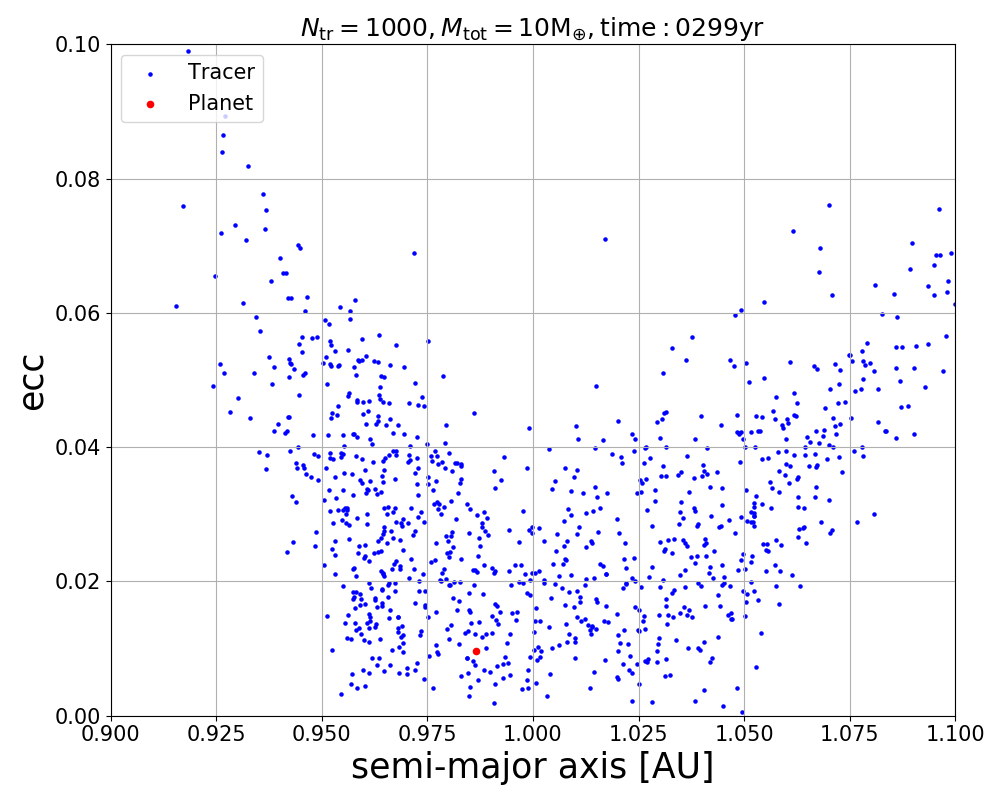 N_tr = 1000, M_tot = 10M_⊕, time : 0299yr
Tracer
Planet
ecc
0.10
0.08
0.06
0.04
0.02
0.00
0.900 0.925 0.950 0.975 1.000 1.025 1.050 1.075 1.100
semi-major axis [AU]